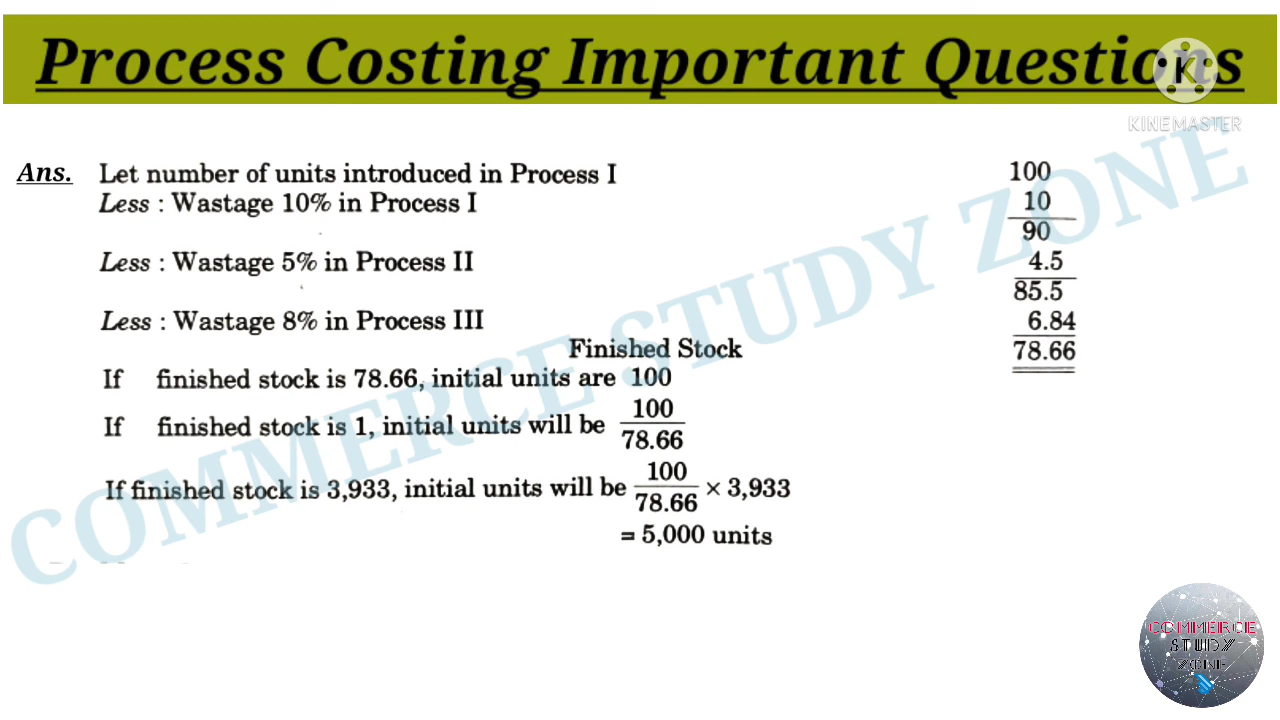 Process Costing Important Questions
K
KINEMASTER
Ans. Let number of units introduced in Process I 100
Less : Wastage 10% in Process I 10
90
Less : Wastage 5% in Process II 4.5
85.5
Less : Wastage 8% in Process III 6.84
Finished Stock 78.66
If finished stock is 78.66, initial units are 100
If finished stock is 1, initial units will be 100/78.66
If finished stock is 3,933, initial units will be 100/78.66 × 3,933
= 5,000 units
COMMERCE STUDY ZONE
COMMERCE
STUDY
ZONE